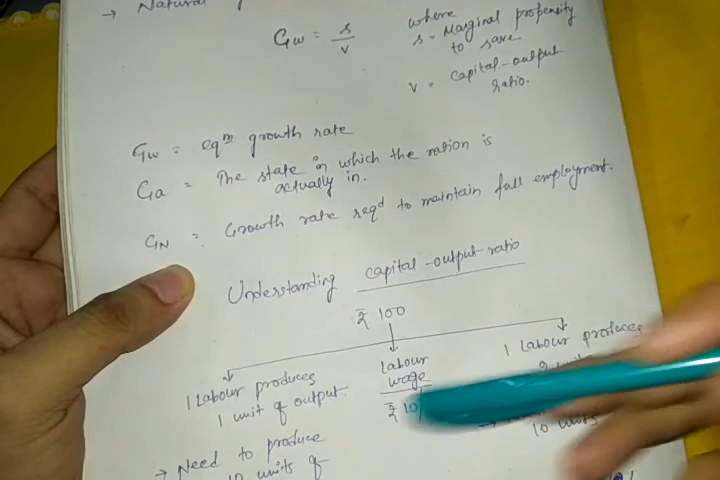 → Natural
Gw = s/v
where
s = Marginal propensity
to save
v = Capital-output
ratio.
Gw = eqm growth rate
Ga = The state in which the nation is
actually in.
GN = Growth rate reqd to maintain full employment.
Understanding capital-output ratio
₹ 100
1 Labour produces
1 unit of output.
Labour
wage
₹ 10/
1 Labour produces
2 units
10 units
→ Need to produce
10 units of